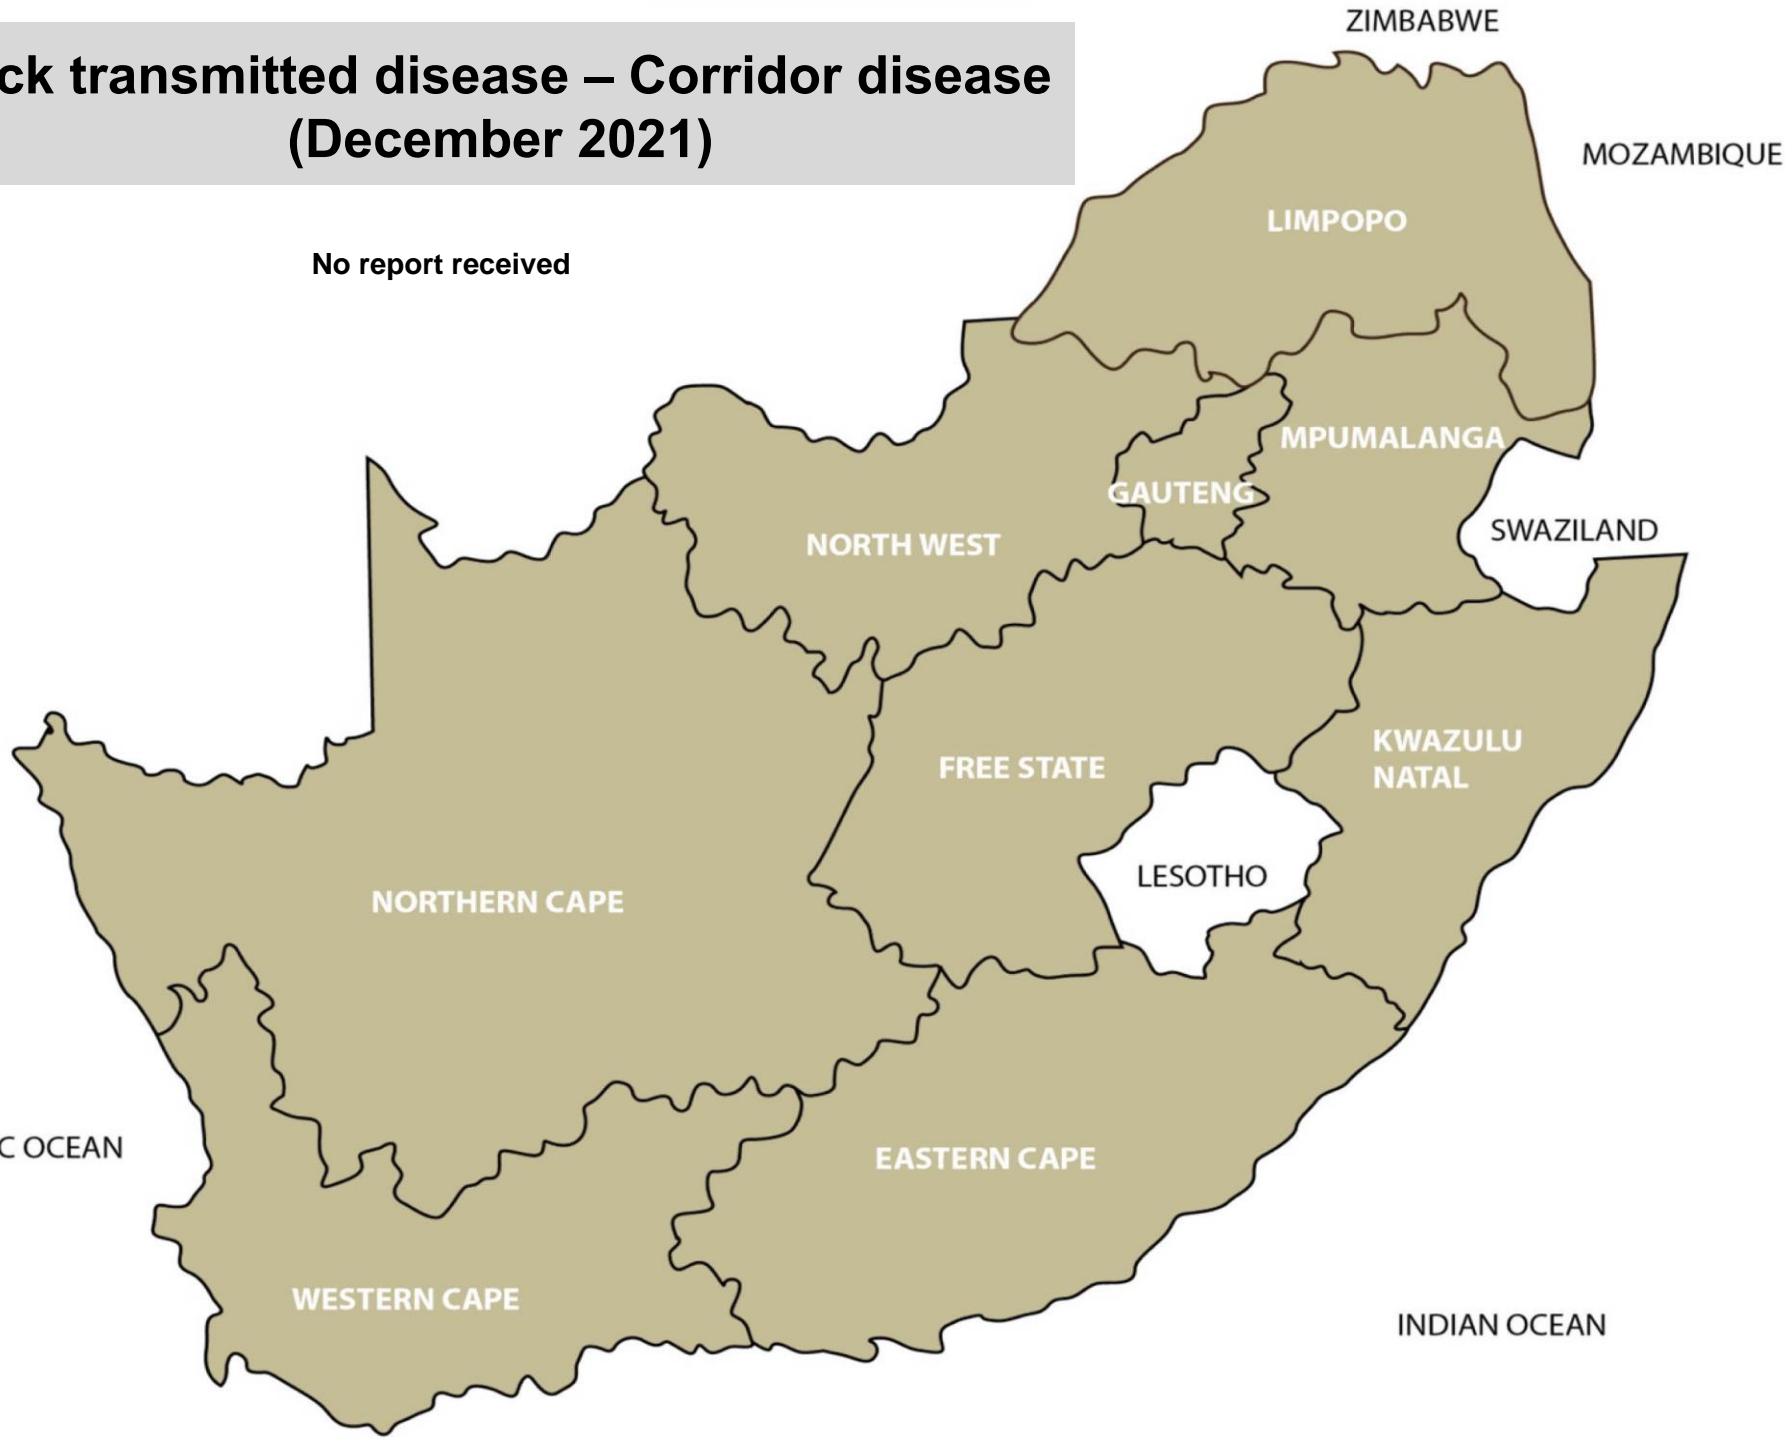 ZIMBABWE
ck transmitted disease – Corridor disease
(December 2021)
MOZAMBIQUE
LIMPOPO
No report received
MPUMALANGA
GAUTENG
SWAZILAND
NORTH WEST
KWAZULU
NATAL
FREE STATE
LESOTHO
NORTHERN CAPE
C OCEAN
EASTERN CAPE
WESTERN CAPE
INDIAN OCEAN